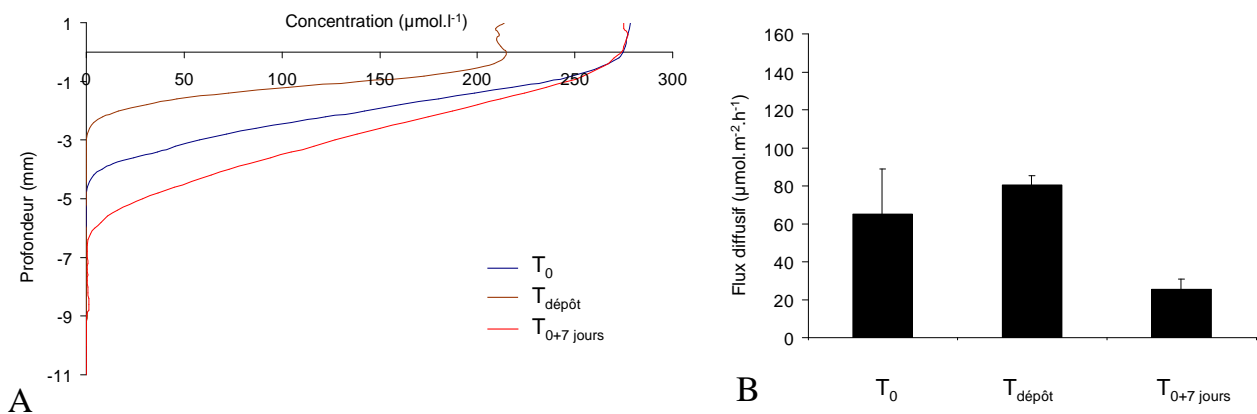 Concentration (µmol.l-1)
1
0 50 100 150 200 250 300
-1
-3
-5
-7
-9
-11
Profondeur (mm)
T0
Tdépôt
T0+7 jours
A
160
140
120
100
80
60
40
20
0
Flux diffusif (µmol.m-2.h-1)
T0 Tdépôt T0+7 jours
B